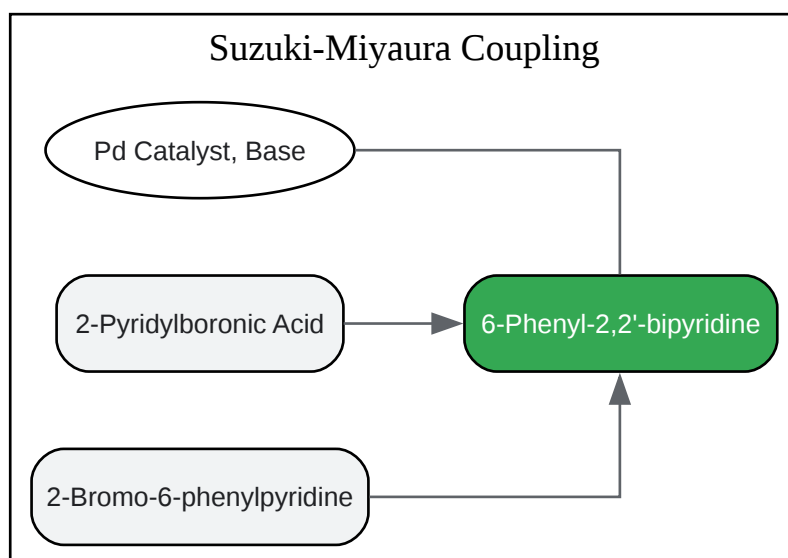 Suzuki-Miyaura Coupling
Pd Catalyst, Base
2-Pyridylboronic Acid
6-Phenyl-2,2'-bipyridine
2-Bromo-6-phenylpyridine